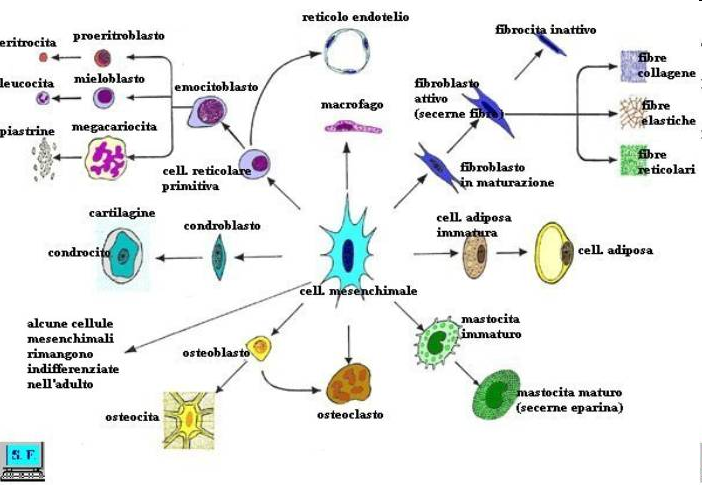 reticolo endotelio
eritrocita
proeritroblasto
fibrocita inattivo
leucocita
mieloblasto
emocitoblasto
fibroblasto
attivo
(secerne fibre)
fibre
collagene
macrofago
fibre
elastiche
piastrine
megacariocita
cell. reticolare
primitiva
fibroblasto
in maturazione
fibre
reticolari
cartilagine
condroblasto
condrocito
cell. adiposa
immatura
cell. adiposa
cell. mesenchimale
alcune cellule
mesenchimali
rimangono
indifferenziate
nell'adulto
osteoblasto
mastocita
immaturo
osteocita
osteoclasto
mastocita maturo
(secerne eparina)
S. F.